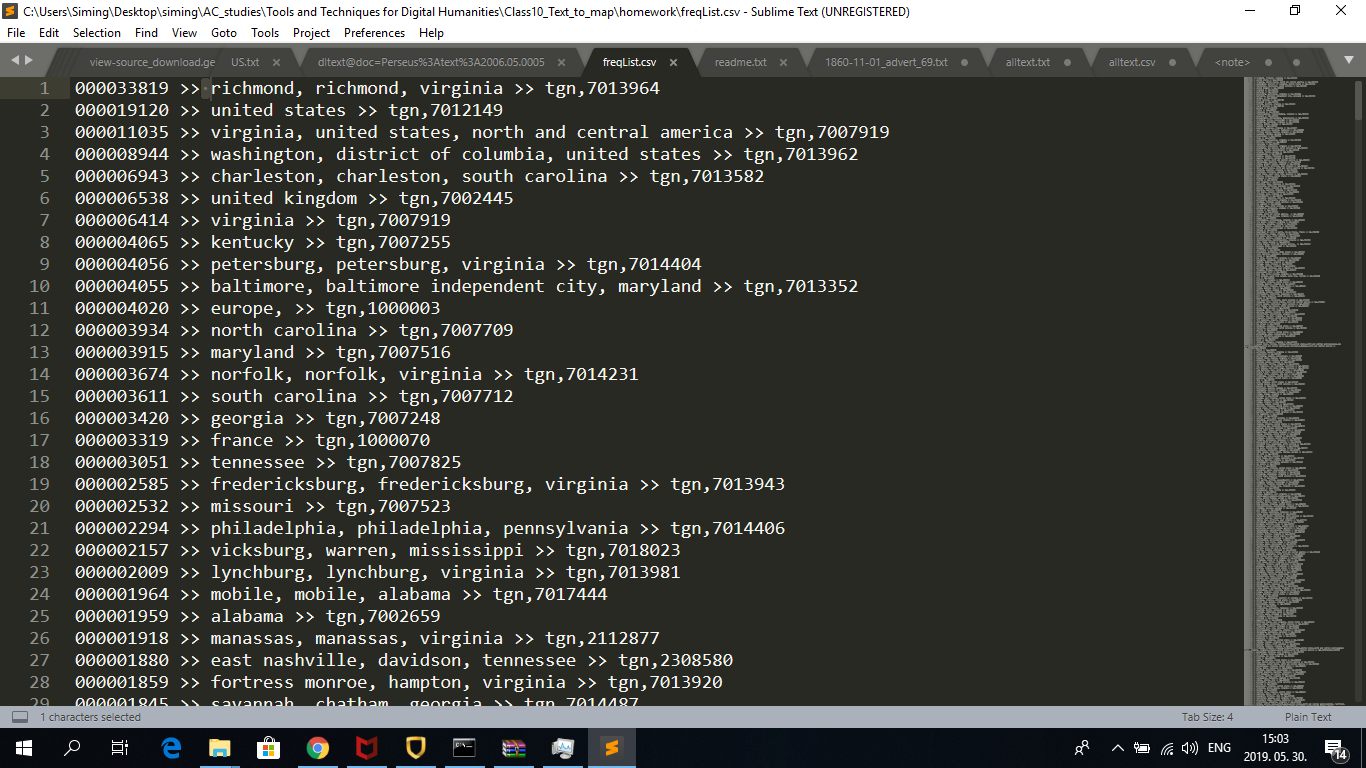 C:\Users\Siming\Desktop\siming\AC_studies\Tools and Techniques for Digital Humanities\Class10_Text_to_map\homework\freqList.csv - Sublime Text (UNREGISTERED)
File Edit Selection Find View Goto Tools Project Preferences Help
view-source_download.ge US.txt ditext@doc=Perseus%3Atext%3A2006.05.0005 freqList.csv readme.txt 1860-11-01_advert_69.txt alltext.txt alltext.csv <note>
1 000033819 >> richmond, richmond, virginia >> tgn,7013964
2 000019120 >> united states >> tgn,7012149
3 000011035 >> virginia, united states, north and central america >> tgn,7007919
4 000008944 >> washington, district of columbia, united states >> tgn,7013962
5 000006943 >> charleston, charleston, south carolina >> tgn,7013582
6 000006538 >> united kingdom >> tgn,7002445
7 000006414 >> virginia >> tgn,7007919
8 000004065 >> kentucky >> tgn,7007255
9 000004056 >> petersburg, petersburg, virginia >> tgn,7014404
10 000004055 >> baltimore, baltimore independent city, maryland >> tgn,7013352
11 000004020 >> europe, >> tgn,1000003
12 000003934 >> north carolina >> tgn,7007709
13 000003915 >> maryland >> tgn,7007516
14 000003674 >> norfolk, norfolk, virginia >> tgn,7014231
15 000003611 >> south carolina >> tgn,7007712
16 000003420 >> georgia >> tgn,7007248
17 000003319 >> france >> tgn,1000070
18 000003051 >> tennessee >> tgn,7007825
19 000002585 >> fredericksburg, fredericksburg, virginia >> tgn,7013943
20 000002532 >> missouri >> tgn,7007523
21 000002294 >> philadelphia, philadelphia, pennsylvania >> tgn,7014406
22 000002157 >> vicksburg, warren, mississippi >> tgn,7018023
23 000002009 >> lynchburg, lynchburg, virginia >> tgn,7013981
24 000001964 >> mobile, mobile, alabama >> tgn,7017444
25 000001959 >> alabama >> tgn,7002659
26 000001918 >> manassas, manassas, virginia >> tgn,2112877
27 000001880 >> east nashville, davidson, tennessee >> tgn,2308580
28 000001859 >> fortress monroe, hampton, virginia >> tgn,7013920
29 000001845 >> savannah, chatham, georgia >> tgn,7014487
1 characters selected Tab Size: 4 Plain Text
ENG 15:03
2019. 05. 30. 14